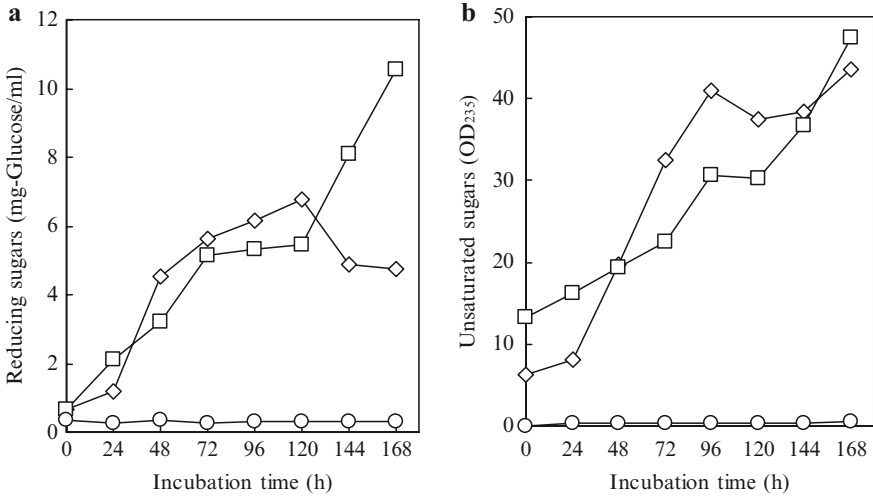 a
Reducing sugars (mg-Glucose/ml)
12
10
8
6
4
2
0
0 24 48 72 96 120 144 168
Incubation time (h)
b
Unsaturated sugars (OD235)
50
40
30
20
10
0
0 24 48 72 96 120 144 168
Incubation time (h)